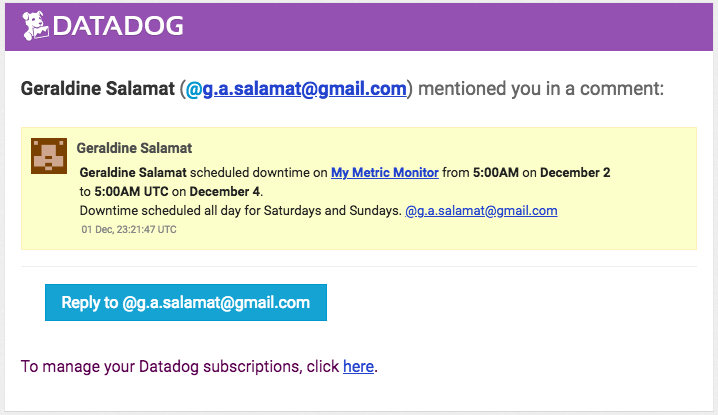 DATADOG
Geraldine Salamat (@g.a.salamat@gmail.com) mentioned you in a comment:
Geraldine Salamat
Geraldine Salamat scheduled downtime on My Metric Monitor from 5:00AM on December 2
to 5:00AM UTC on December 4.
Downtime scheduled all day for Saturdays and Sundays. @g.a.salamat@gmail.com
01 Dec, 23:21:47 UTC
Reply to @g.a.salamat@gmail.com
To manage your Datadog subscriptions, click here.